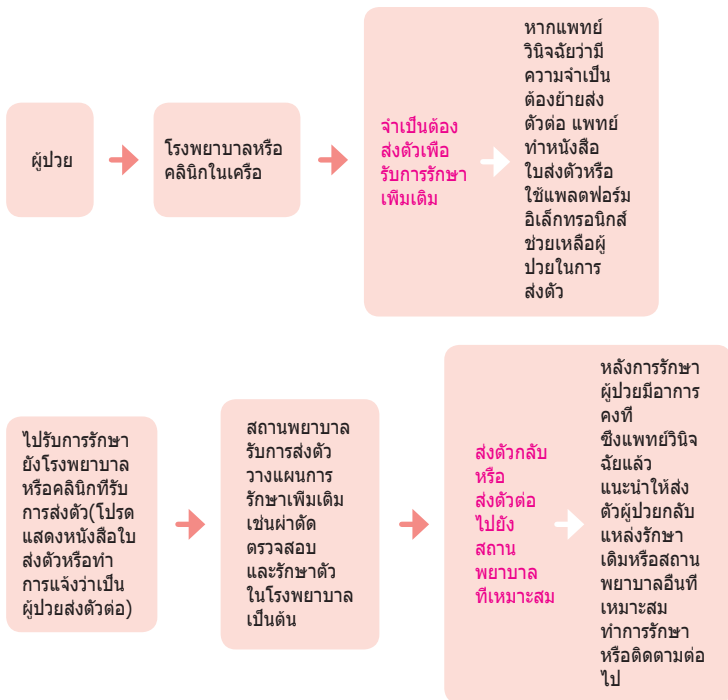 ผู้ป่วย
โรงพยาบาลหรือ
คลินิกในเครือ
จำเป็นต้อง
ส่งตัวเพื่อ
รับการรักษา
เพิ่มเติม
หากแพทย์
วินิจฉัยว่ามี
ความจำเป็น
ต้องย้ายส่ง
ตัวต่อ แพทย์
ทำหนังสือ
ใบส่งตัวหรือ
ใช้แพลตฟอร์ม
อิเล็กทรอนิกส์
ช่วยเหลือผู้
ป่วยในการ
ส่งตัว
ไปรับการรักษา
ยังโรงพยาบาล
หรือคลินิกที่รับ
การส่งตัว(โปรด
แสดงหนังสือใบ
ส่งตัวหรือทำ
การแจ้งว่าเป็น
ผู้ป่วยส่งตัวต่อ)
สถานพยาบาล
รับการส่งตัว
วางแผนการ
รักษาเพิ่มเติม
เช่นผ่าตัด
ตรวจสอบ
และรักษาตัว
ในโรงพยาบาล
เป็นต้น
ส่งตัวกลับ
หรือ
ส่งตัวต่อ
ไปยัง
สถาน
พยาบาล
ที่เหมาะสม
หลังการรักษา
ผู้ป่วยมีอาการ
คงที่
ซึ่งแพทย์วินิจ
ฉัยแล้ว
แนะนำให้ส่ง
ตัวผู้ป่วยกลับ
แหล่งรักษา
เดิมหรือสถาน
พยาบาลอื่นที่
เหมาะสม
ทำการรักษา
หรือติดตามต่อ
ไป